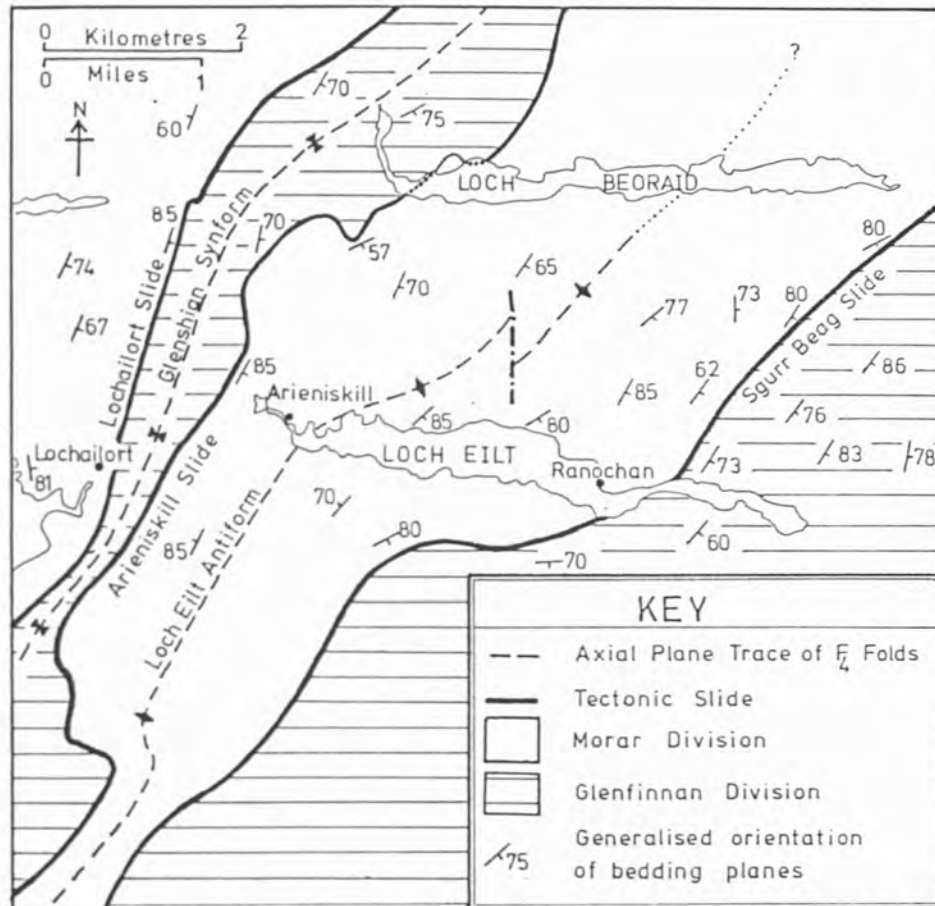 0 Kilometres 2
0 Miles 1
N
60
70
75
?
LOCH BEORAID
85
70
57
74
67
70
65
77
73
80
80
Lochailort Slide
Glenshian Synform
Sgurr Beag Slide
85
Arieniskill
62
86
85
76
85
80
Lochailort
81
LOCH EILT
Ranochan
73
83
78
Arieniskill Slide
70
85
80
60
70
Loch Eilt Antiform
KEY
Axial Plane Trace of F4 Folds
Tectonic Slide
Morar Division
Glenfinnan Division
75
Generalised orientation
of bedding planes